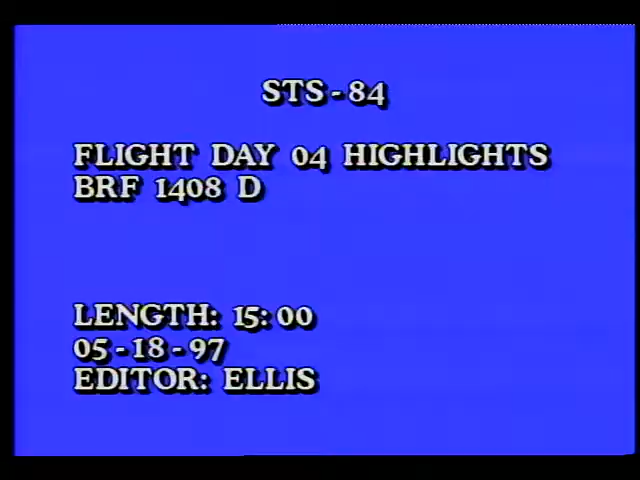 STS-84
FLIGHT DAY 04 HIGHLIGHTS
BRF 1408 D
LENGTH: 15:00
05-18-97
EDITOR: ELLIS